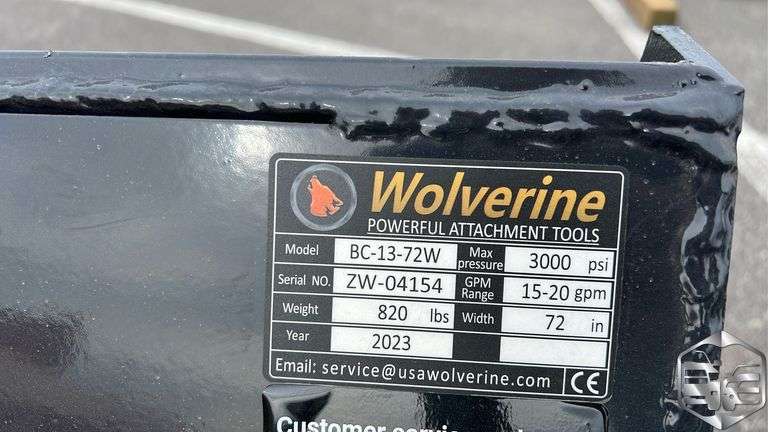 Wolverine
POWERFUL ATTACHMENT TOOLS
Model BC-13-72W Max pressure 3000 psi
Serial NO. ZW-04154 GPM Range 15-20 gpm
Weight 820 lbs Width 72 in
Year 2023
Email: service@usawolverine.com CE
Customer service